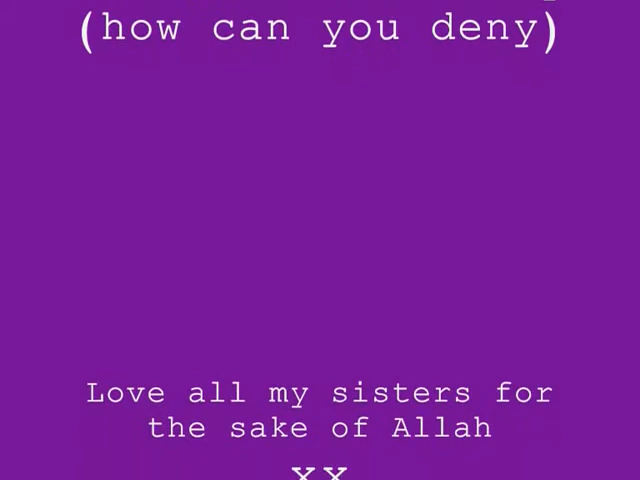 (how can you deny)
Love all my sisters for
the sake of Allah
xx